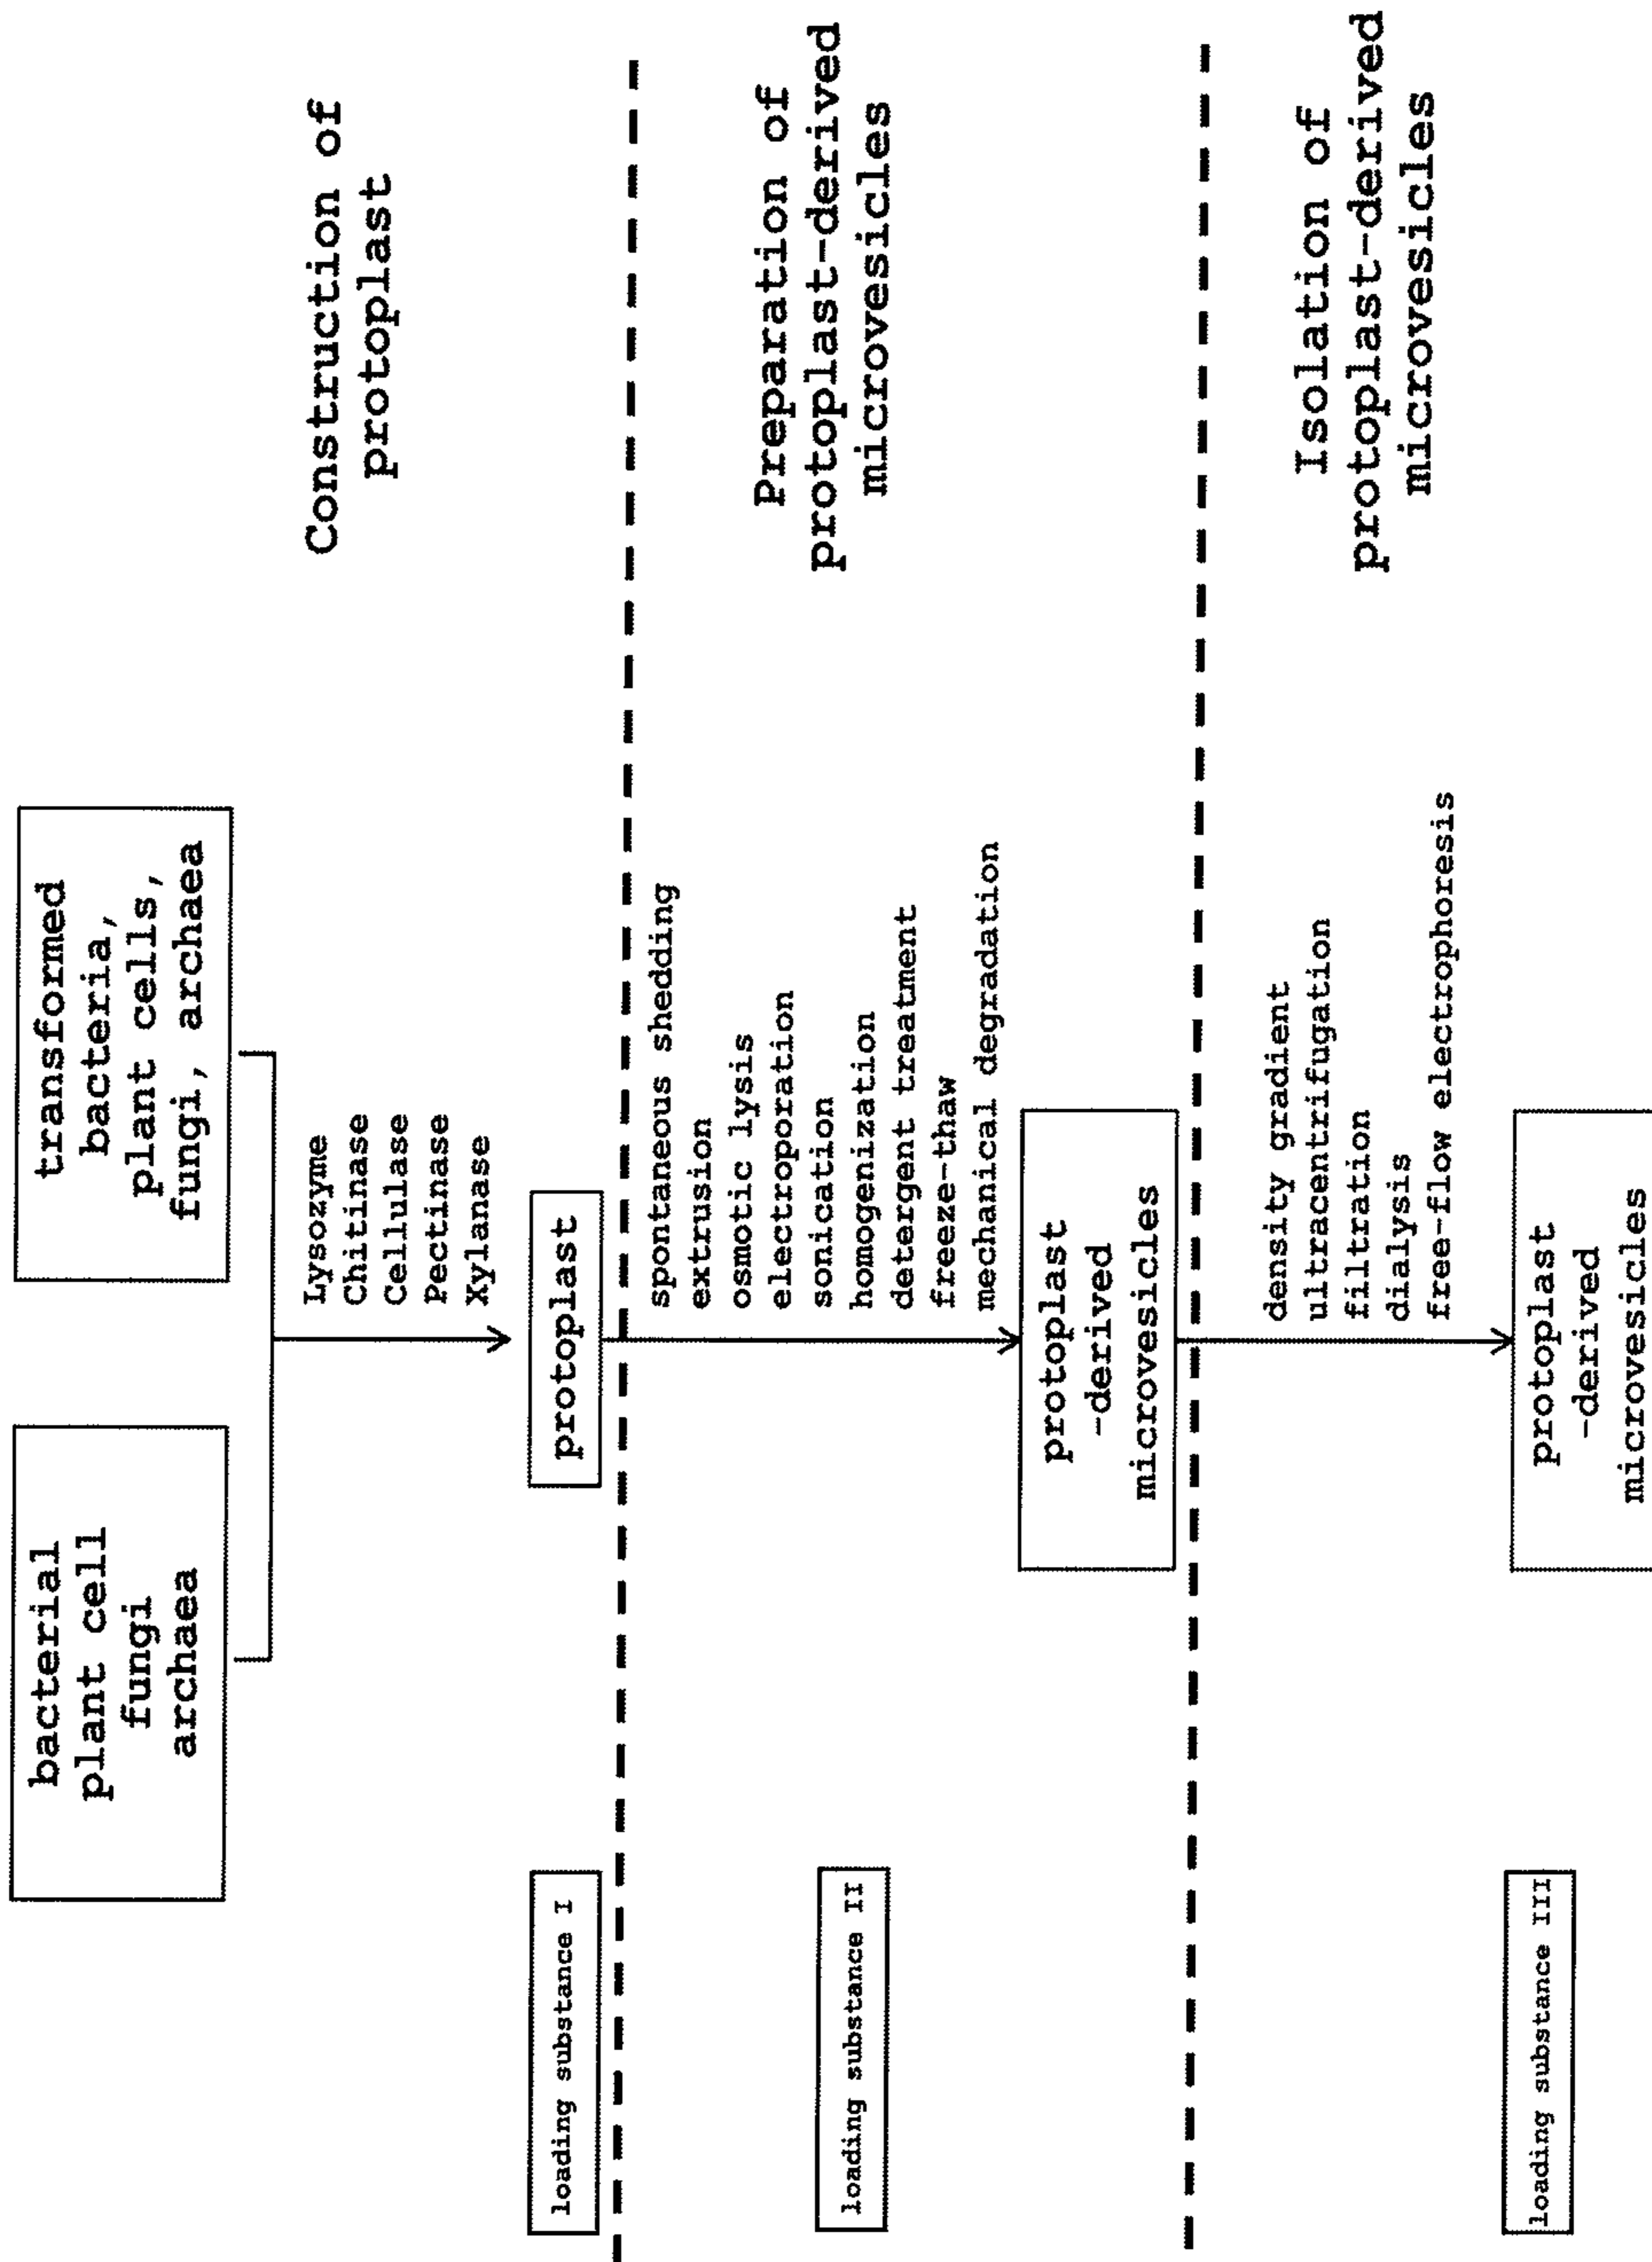 bacterial
plant cell
fungi
archaea
transformed
bacteria,
plant cells,
fungi, archaea
Lysozyme
Chitinase
Cellulase
Pectinase
Xylanase
Construction of
protoplast
loading substance I
protoplast
spontaneous shedding
extrusion
osmotic lysis
electroporation
sonication
homogenization
detergent treatment
freeze-thaw
mechanical degradation
Preparation of
protoplast-derived
microvesicles
loading substance II
protoplast
-derived
microvesicles
density gradient
ultracentrifugation
filtration
dialysis
free-flow electrophoresis
Isolation of
protoplast-derived
microvesicles
loading substance III
protoplast
-derived
microvesicles